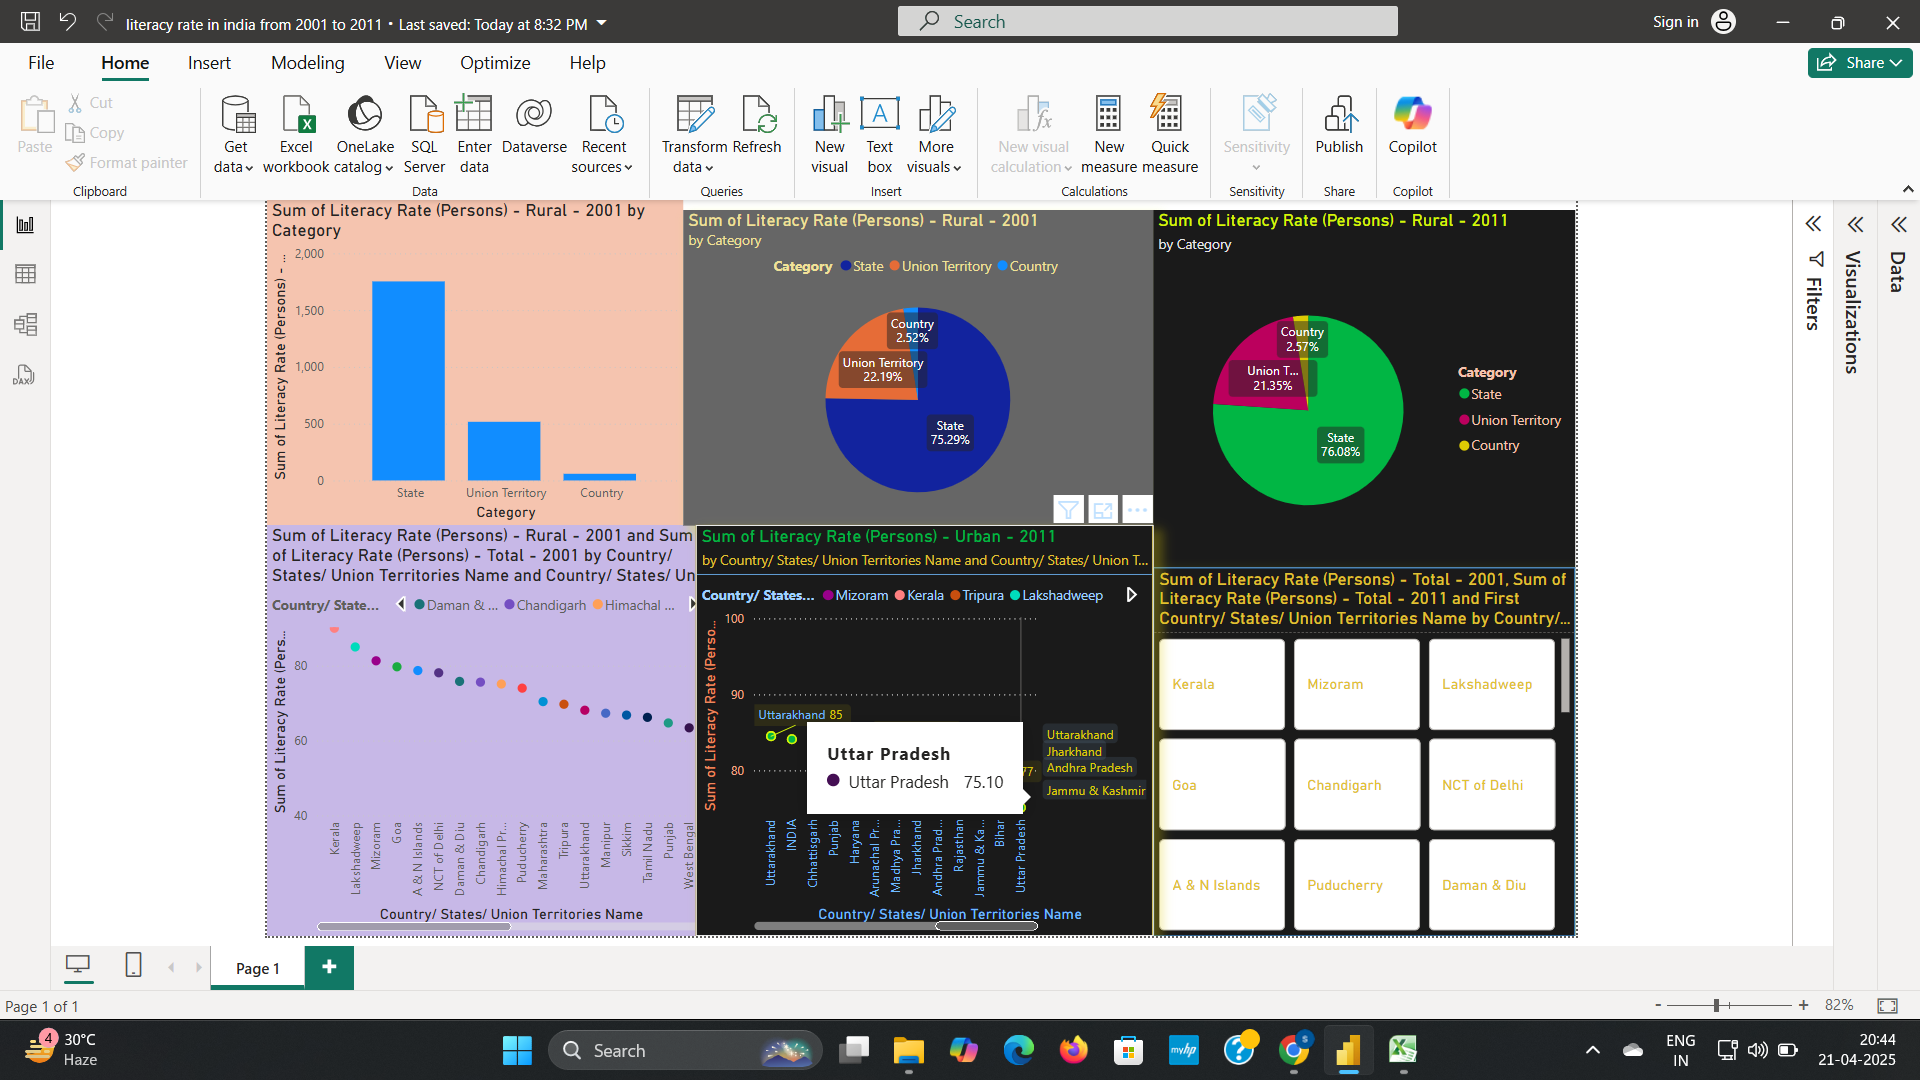 literacy rate in india from 2001 to 2011 • Last saved: Today at 8:32 PM
Search
Sign in
File
Home
Insert
Modeling
View
Optimize
Help
Share
Paste
Cut
Copy
Format painter
Clipboard
Get data
Excel workbook
OneLake catalog
SQL Server
Enter data
Dataverse
Recent sources
Data
Transform data
Refresh
Queries
New visual
Text box
More visuals
Insert
New visual calculation
New measure
Quick measure
Calculations
Sensitivity
Sensitivity
Publish
Share
Copilot
Copilot
DAX
Sum of Literacy Rate (Persons) - Rural - 2001 by
Category
Sum of Literacy Rate (Persons) - ...
2,000
1,500
1,000
500
0
State
Union Territory
Country
Category
Sum of Literacy Rate (Persons) - Rural - 2001
by Category
Category State Union Territory Country
Country
2.52%
Union Territory
22.19%
State
75.29%
Sum of Literacy Rate (Persons) - Rural - 2011
by Category
Country
2.57%
Union T...
21.35%
State
76.08%
Category
State
Union Territory
Country
Sum of Literacy Rate (Persons) - Rural - 2001 and Sum
of Literacy Rate (Persons) - Total - 2001 by Country/
States/ Union Territories Name and Country/ States/ Un
Country/ State... Daman & ... Chandigarh Himachal ...
Sum of Literacy Rate (Pers...
80
60
40
Kerala
Lakshadweep
Mizoram
Goa
A & N Islands
NCT of Delhi
Daman & Diu
Chandigarh
Himachal Pr...
Puducherry
Maharashtra
Tripura
Uttarakhand
Manipur
Sikkim
Tamil Nadu
Punjab
West Bengal
Country/ States/ Union Territories Name
Sum of Literacy Rate (Persons) - Urban - 2011
by Country/ States/ Union Territories Name and Country/ States/ Union T...
Country/ States... Mizoram Kerala Tripura Lakshadweep
Sum of Literacy Rate (Perso...
100
90
80
Uttarakhand 85
Uttar Pradesh
Uttar Pradesh 75.10
77
Uttarakhand
Jharkhand
Andhra Pradesh
Jammu & Kashmir
Uttarakhand
INDIA
Chhattisgarh
Punjab
Haryana
Arunachal Pr...
Madhya Pra...
Jharkhand
Andhra Prad...
Rajasthan
Jammu & Ka...
Bihar
Uttar Pradesh
Country/ States/ Union Territories Name
Sum of Literacy Rate (Persons) - Total - 2001, Sum of
Literacy Rate (Persons) - Total - 2011 and First
Country/ States/ Union Territories Name by Country/...
Kerala
Mizoram
Lakshadweep
Goa
Chandigarh
NCT of Delhi
A & N Islands
Puducherry
Daman & Diu
Filters
Visualizations
Data
Page 1
Page 1 of 1
82%
4
30°C
Haze
Search
myhp
S
ENG
IN
20:44
21-04-2025